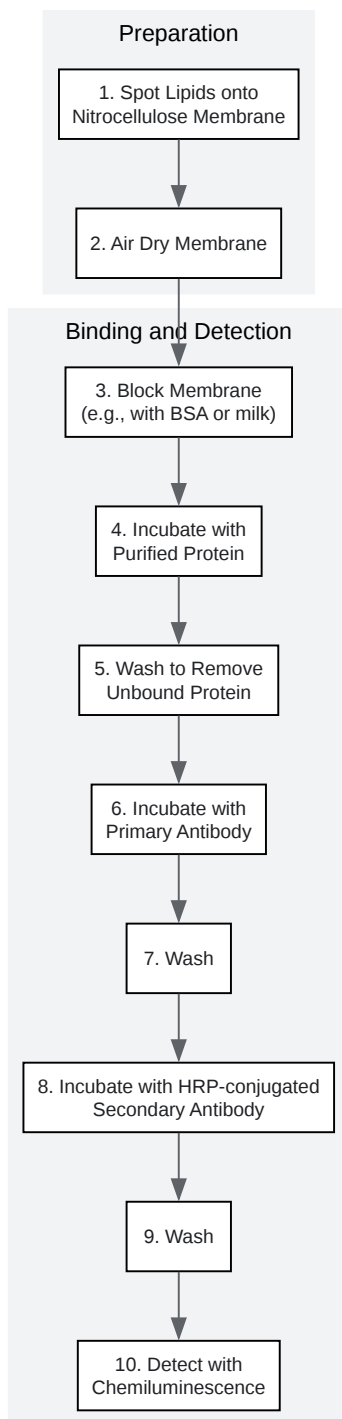 Preparation
1. Spot Lipids onto
Nitrocellulose Membrane
2. Air Dry Membrane
Binding and Detection
3. Block Membrane
(e.g., with BSA or milk)
4. Incubate with
Purified Protein
5. Wash to Remove
Unbound Protein
6. Incubate with
Primary Antibody
7. Wash
8. Incubate with HRP-conjugated
Secondary Antibody
9. Wash
10. Detect with
Chemiluminescence